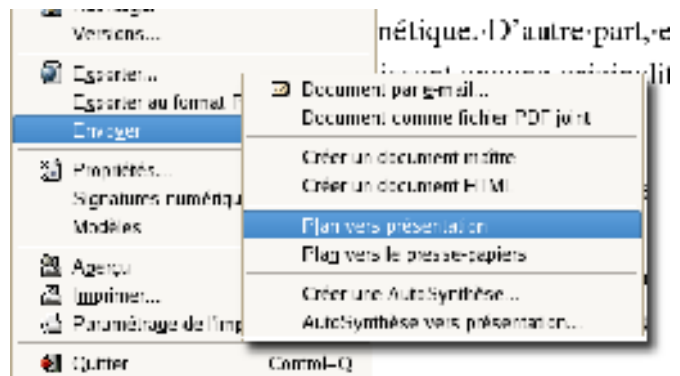 Versions...
nétique. D'autre part, e
Exporter...
Exporter au format P
Envoyer
Document par e-mail...
Document comme fichier PDF joint
Créer un document maître
Créer un document HTML
Plan vers présentation
Plan vers le presse-papiers
Créer une AutoSynthèse...
AutoSynthèse vers présentation...
Propriétés...
Signatures numériqu
Modèles
Aperçu
Imprimer...
Paramétrage de l'imp
Quitter Control-Q